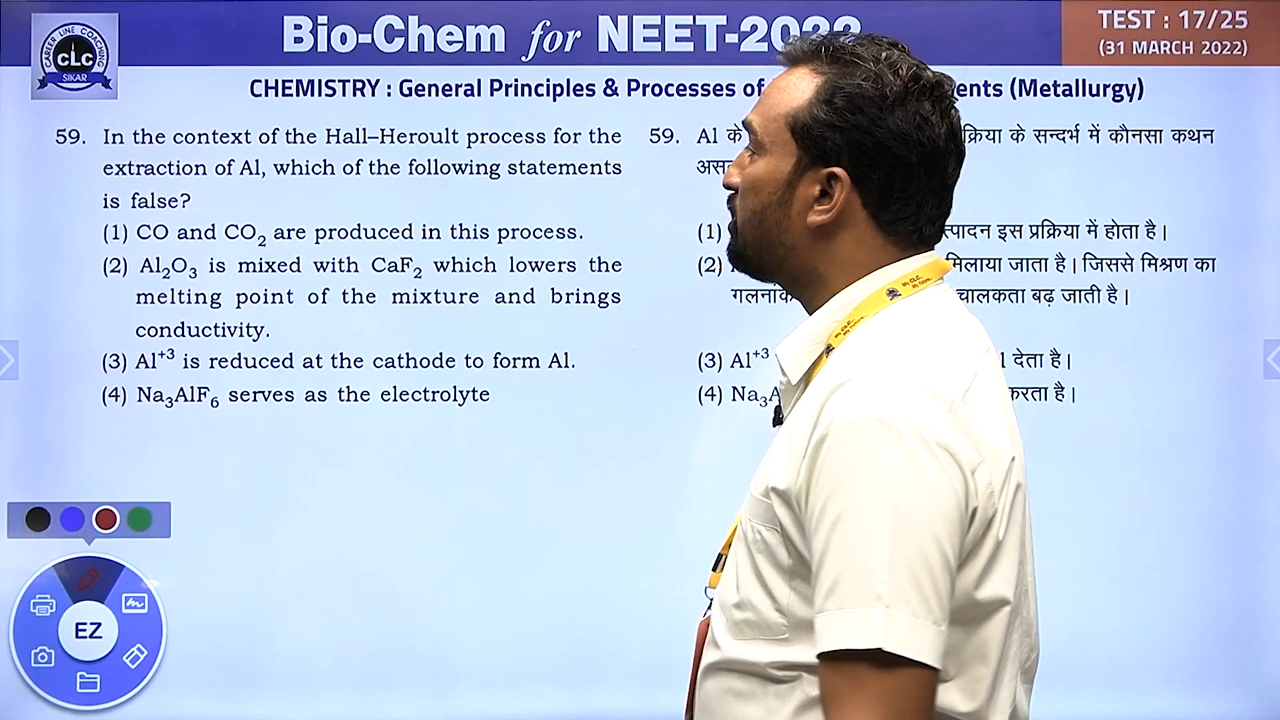 Bio-Chem for NEET-2022
TEST : 17/25
(31 MARCH 2022)
CAREER LINE COACHING
CLC
SIKAR
CHEMISTRY : General Principles & Processes of
ents (Metallurgy)
59. In the context of the Hall–Heroult process for the
extraction of Al, which of the following statements
is false?
(1) CO and CO₂ are produced in this process.
(2) Al₂O₃ is mixed with CaF₂ which lowers the
melting point of the mixture and brings
conductivity.
(3) Al⁺³ is reduced at the cathode to form Al.
(4) Na₃AlF₆ serves as the electrolyte
59. Al के
क्रिया के सन्दर्भ में कौनसा कथन
(1)
इस प्रक्रिया में होता है।
(2)
मिलाया जाता है। जिससे मिश्रण का
चालकता बढ़ जाती है।
(3) Al⁺³
देता है।
(4) Na₃
करता है।
EZ